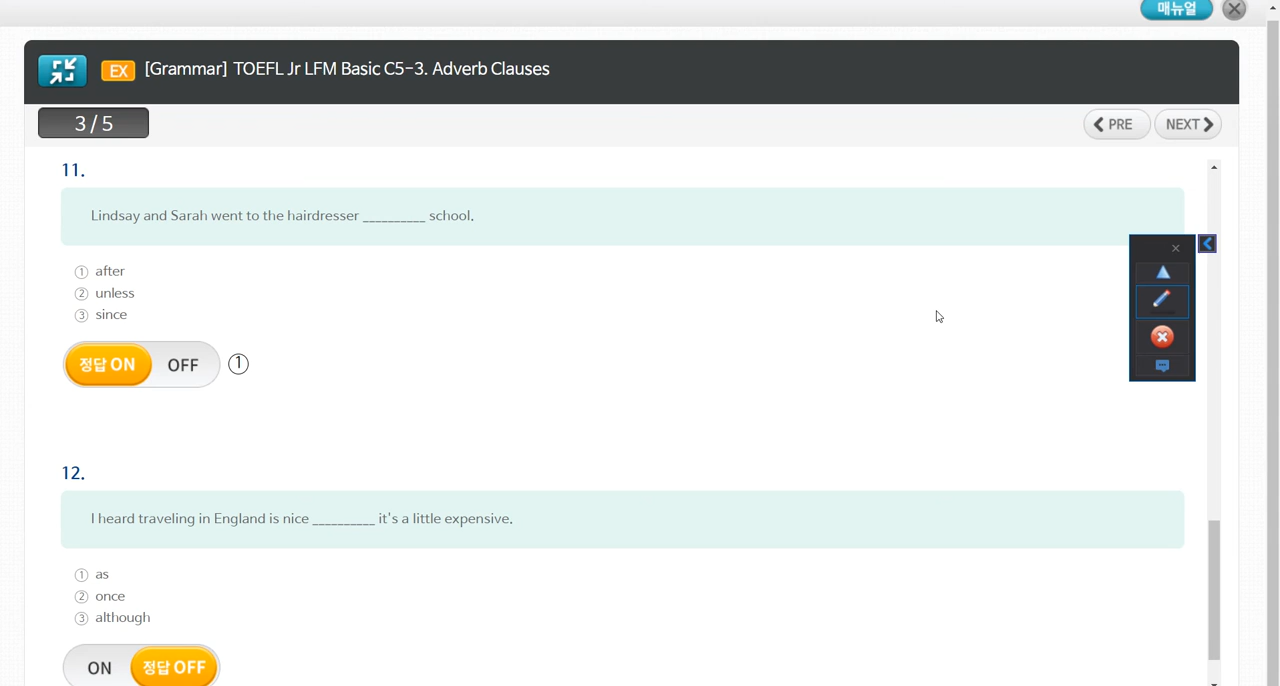 매뉴얼
EX [Grammar] TOEFL Jr LFM Basic C5-3. Adverb Clauses
3 / 5
PRE NEXT
11.
Lindsay and Sarah went to the hairdresser __________ school.
① after
② unless
③ since
정답 ON OFF ①
12.
I heard traveling in England is nice __________ it's a little expensive.
① as
② once
③ although
ON 정답 OFF